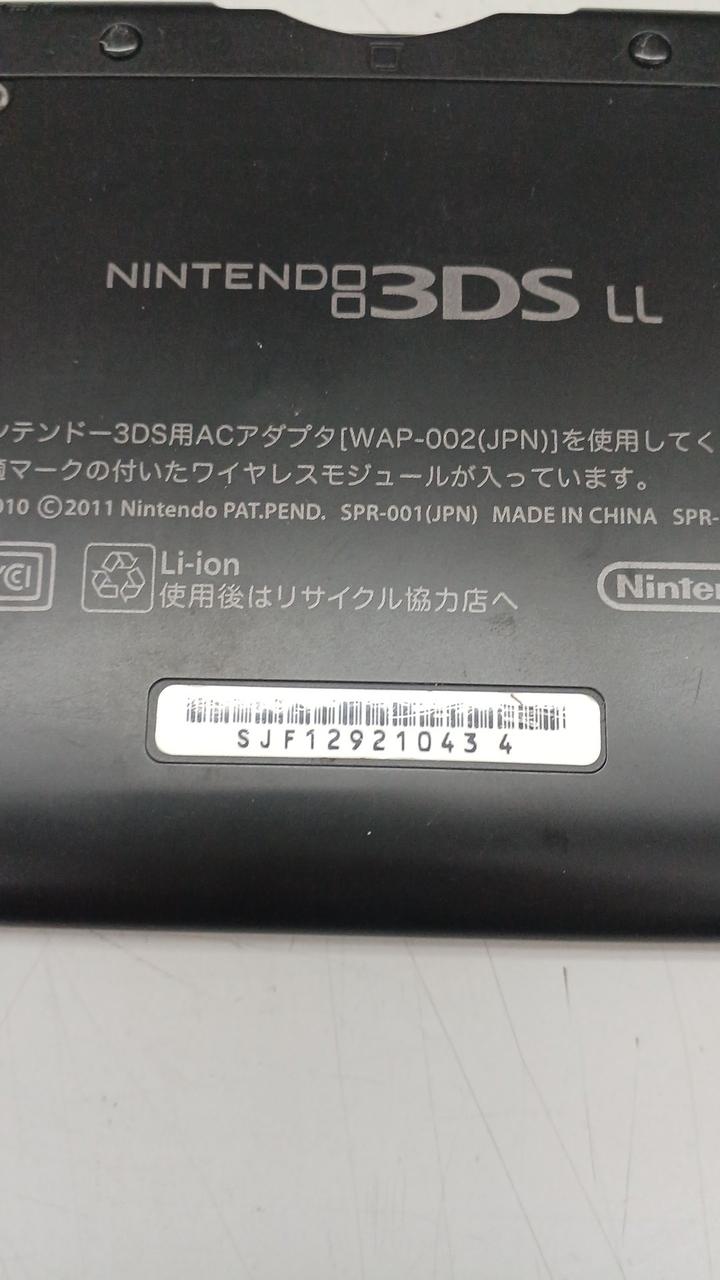 NINTENDO3DS LL
ンテンドー3DS用ACアダプタ[WAP-002(JPN)]を使用してく
マークの付いたワイヤレスモジュールが入っています。
010 ©2011 Nintendo PAT.PEND. SPR-001(JPN) MADE IN CHINA SPR-
Li-ion
使用後はリサイクル協力店へ
Ninten
SJF12921043 4